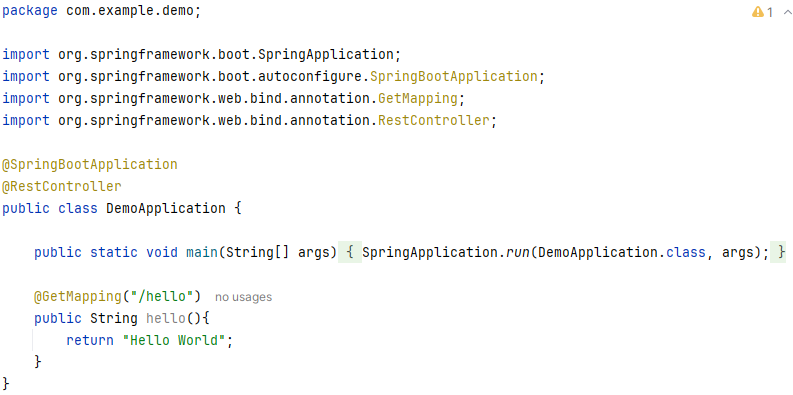 package com.example.demo;
1
import org.springframework.boot.SpringApplication;
import org.springframework.boot.autoconfigure.SpringBootApplication;
import org.springframework.web.bind.annotation.GetMapping;
import org.springframework.web.bind.annotation.RestController;
@SpringBootApplication
@RestController
public class DemoApplication {
public static void main(String[] args) { SpringApplication.run(DemoApplication.class, args); }
@GetMapping("/hello") no usages
public String hello(){
return "Hello World";
}
}